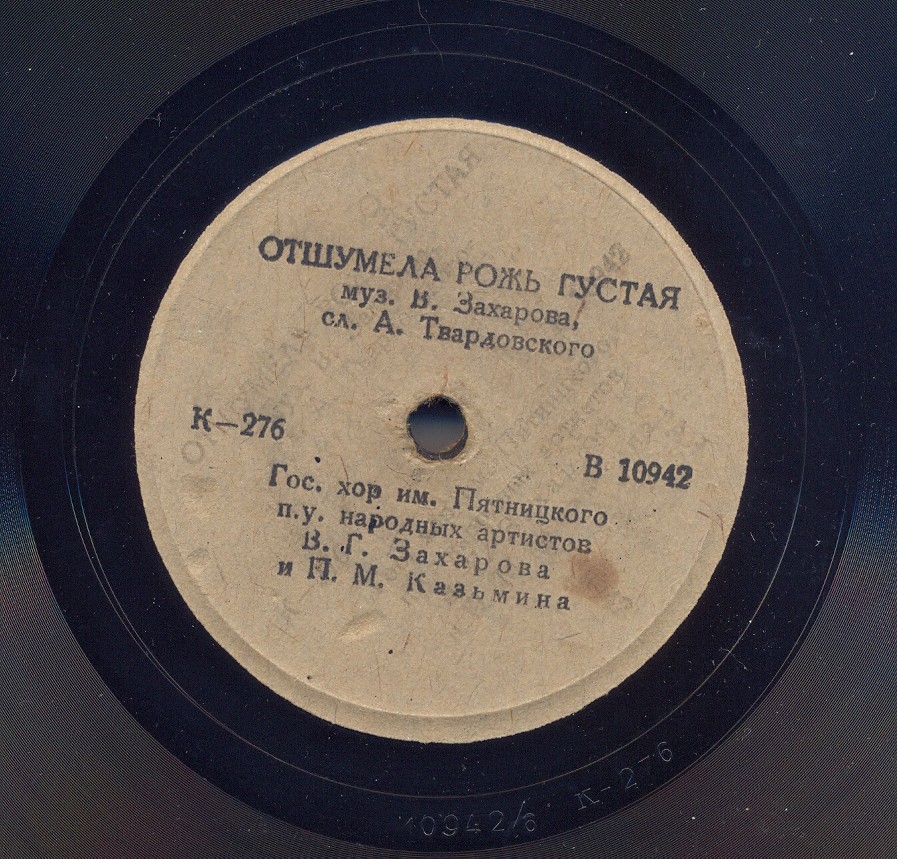 ОТШУМЕЛА РОЖЬ ГУСТАЯ
муз. В. Захарова,
сл. А. Твардовского
К—276
В 10942
Гос. хор им. Пятницкого
п.у. народных артистов
В. Г. Захарова
и П. М. Казьмина
10942/6 К-276